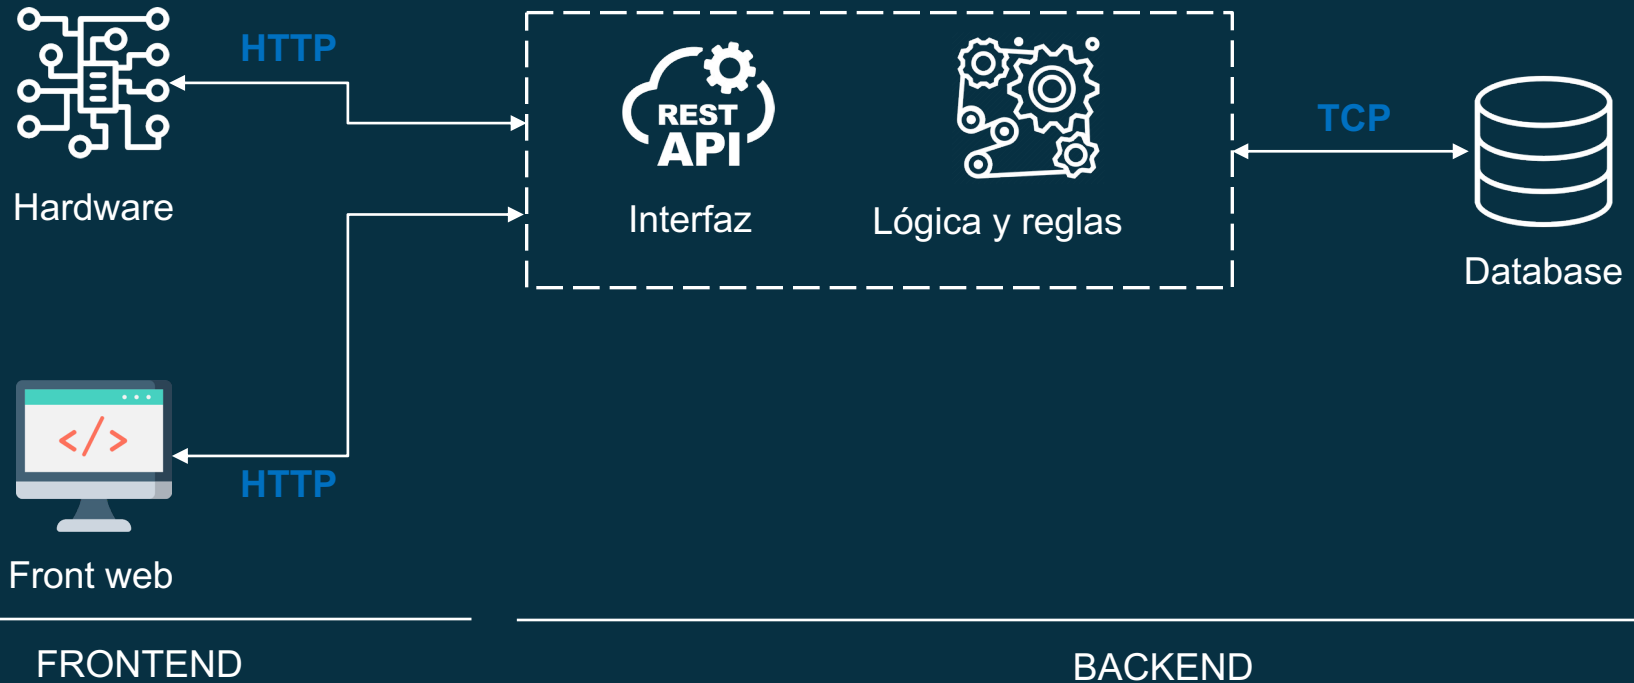 HTTP
Hardware
REST
API
Interfaz
Lógica y reglas
TCP
Database
</>
HTTP
Front web
FRONTEND
BACKEND